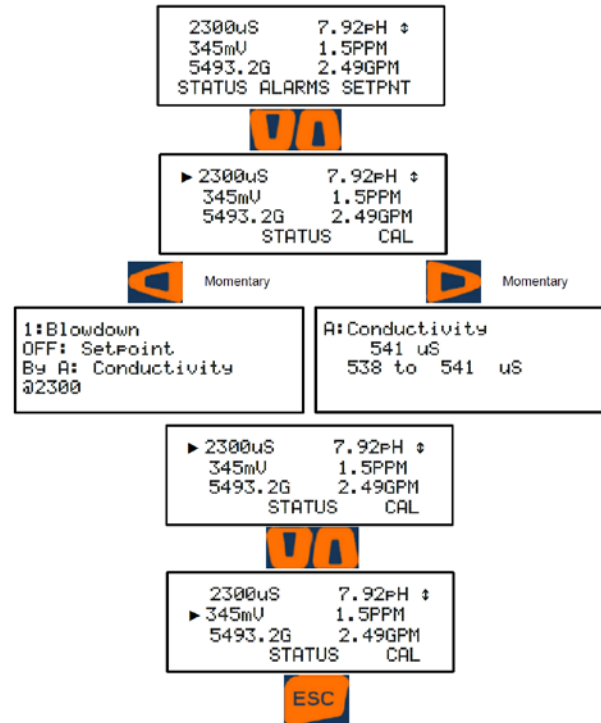 2300uS 7.92pH ↕
345mV 1.5PPM
5493.2G 2.49GPM
STATUS ALARMS SETPNT
►2300uS 7.92pH ↕
345mV 1.5PPM
5493.2G 2.49GPM
STATUS CAL
Momentary
Momentary
1:Blowdown
OFF: Setpoint
By A: Conductivity
@2300
A:Conductivity
541 uS
538 to 541 uS
►2300uS 7.92pH ↕
345mV 1.5PPM
5493.2G 2.49GPM
STATUS CAL
2300uS 7.92pH ↕
►345mV 1.5PPM
5493.2G 2.49GPM
STATUS CAL
ESC